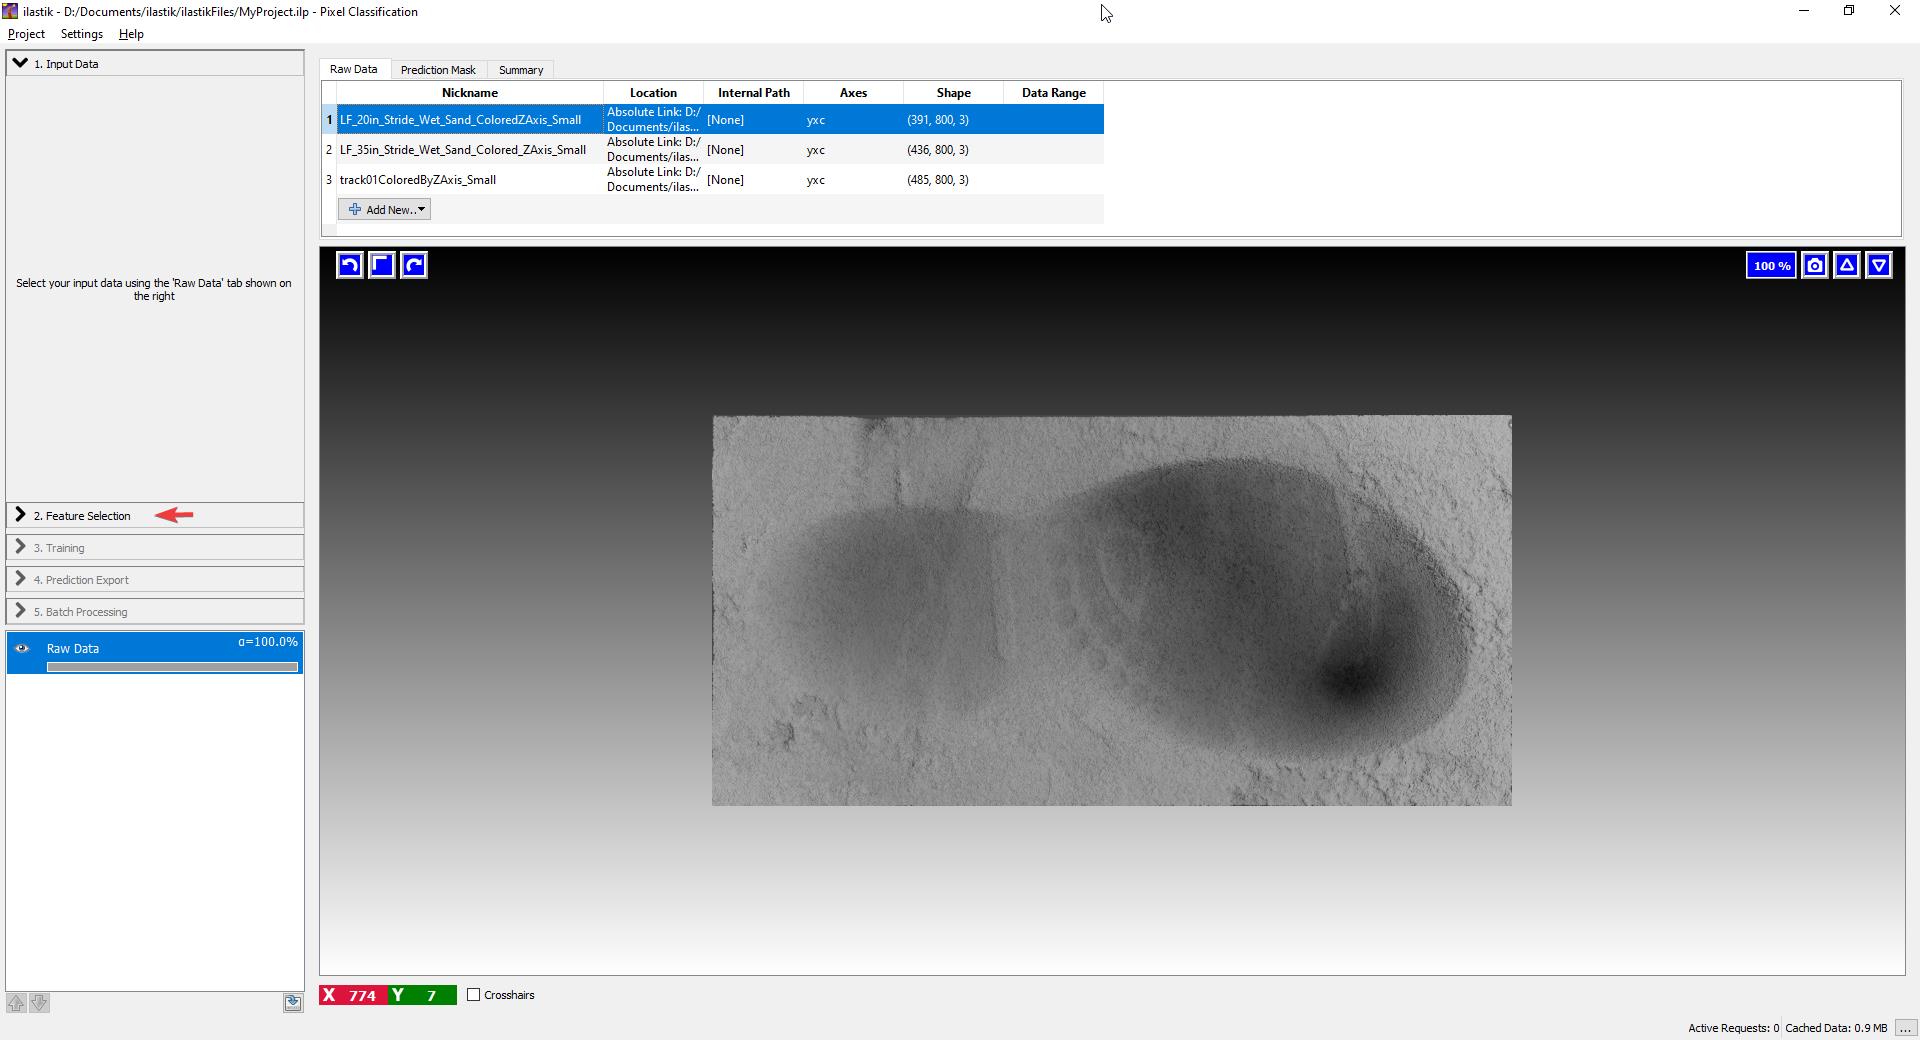 ilastik - D:/Documents/ilastik/ilastikFiles/MyProject.ilp - Pixel Classification
Project Settings Help
1. Input Data
Select your input data using the 'Raw Data' tab shown on
the right
2. Feature Selection
3. Training
4. Prediction Export
5. Batch Processing
Raw Data α=100.0%
Raw Data Prediction Mask Summary
Nickname Location Internal Path Axes Shape Data Range
1 LF_20in_Stride_Wet_Sand_ColoredZAxis_Small Absolute Link: D:/ [None] yxc (391, 800, 3)
Documents/ilas...
2 LF_35in_Stride_Wet_Sand_Colored_ZAxis_Small Absolute Link: D:/ [None] yxc (436, 800, 3)
Documents/ilas...
3 track01ColoredByZAxis_Small Absolute Link: D:/ [None] yxc (485, 800, 3)
Documents/ilas...
Add New...
100 %
X 774 Y 7 Crosshairs
Active Requests: 0 Cached Data: 0.9 MB ...